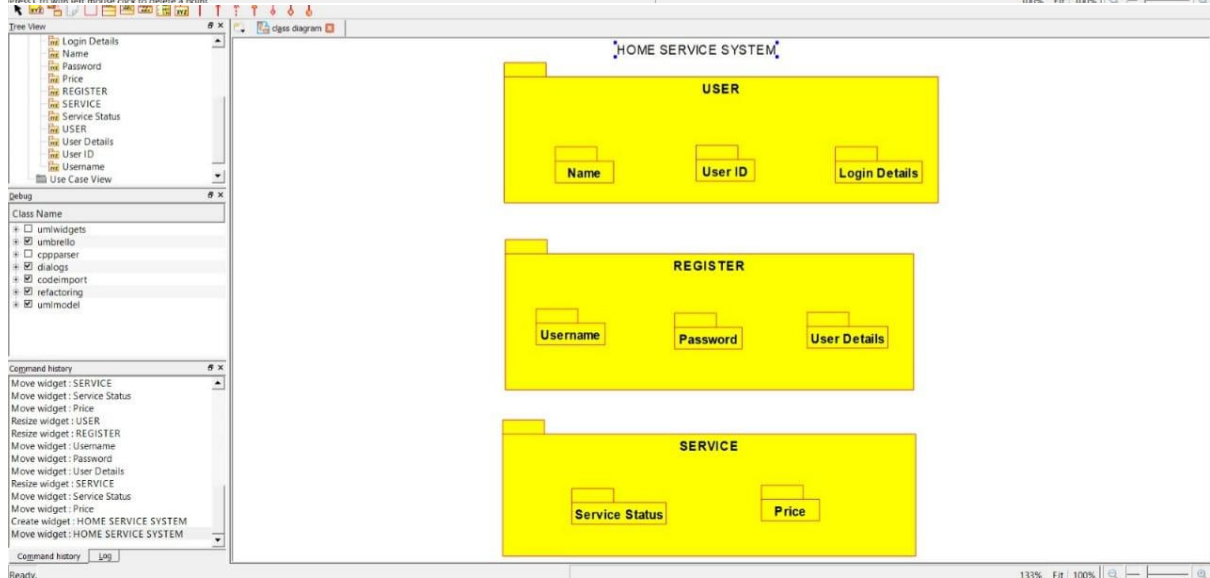 Tree View
class diagram
Login Details
Name
Password
Price
REGISTER
SERVICE
Service Status
USER
User Details
User ID
Username
Use Case View
Debug
Class Name
umlwidgets
umbrello
cppparser
dialogs
codeimport
refactoring
umlmodel
Command history
Move widget : SERVICE
Move widget : Service Status
Move widget : Price
Resize widget : USER
Resize widget : REGISTER
Move widget : Username
Move widget : Password
Move widget : User Details
Resize widget : SERVICE
Move widget : Service Status
Move widget : Price
Create widget : HOME SERVICE SYSTEM
Move widget : HOME SERVICE SYSTEM
Command history Log
HOME SERVICE SYSTEM
USER
Name User ID Login Details
REGISTER
Username Password User Details
SERVICE
Service Status Price
Ready. 133% Fit 100%